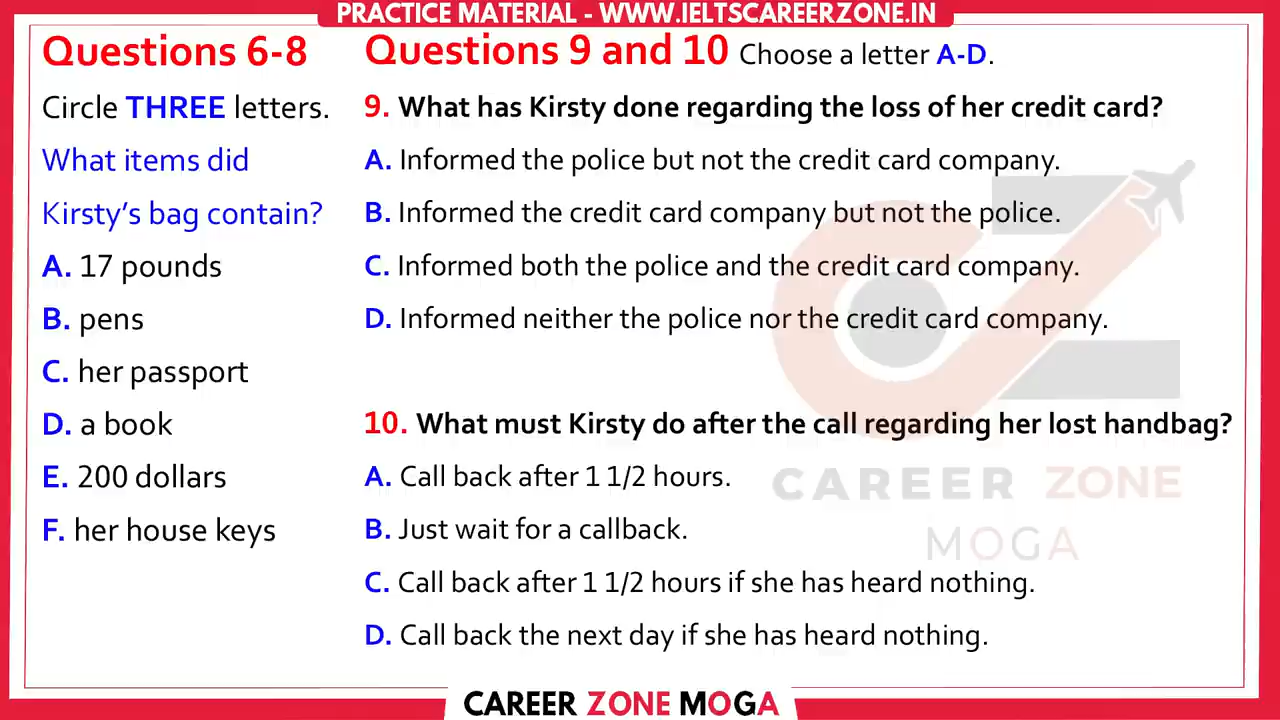 PRACTICE MATERIAL - WWW.IELTSCAREERZONE.IN
Questions 6-8
Circle THREE letters.
What items did
Kirsty's bag contain?
A. 17 pounds
B. pens
C. her passport
D. a book
E. 200 dollars
F. her house keys
Questions 9 and 10 Choose a letter A-D.
9. What has Kirsty done regarding the loss of her credit card?
A. Informed the police but not the credit card company.
B. Informed the credit card company but not the police.
C. Informed both the police and the credit card company.
D. Informed neither the police nor the credit card company.
10. What must Kirsty do after the call regarding her lost handbag?
A. Call back after 1 1/2 hours.
B. Just wait for a callback.
C. Call back after 1 1/2 hours if she has heard nothing.
D. Call back the next day if she has heard nothing.
CAREER ZONE
MOGA
CAREER ZONE MOGA